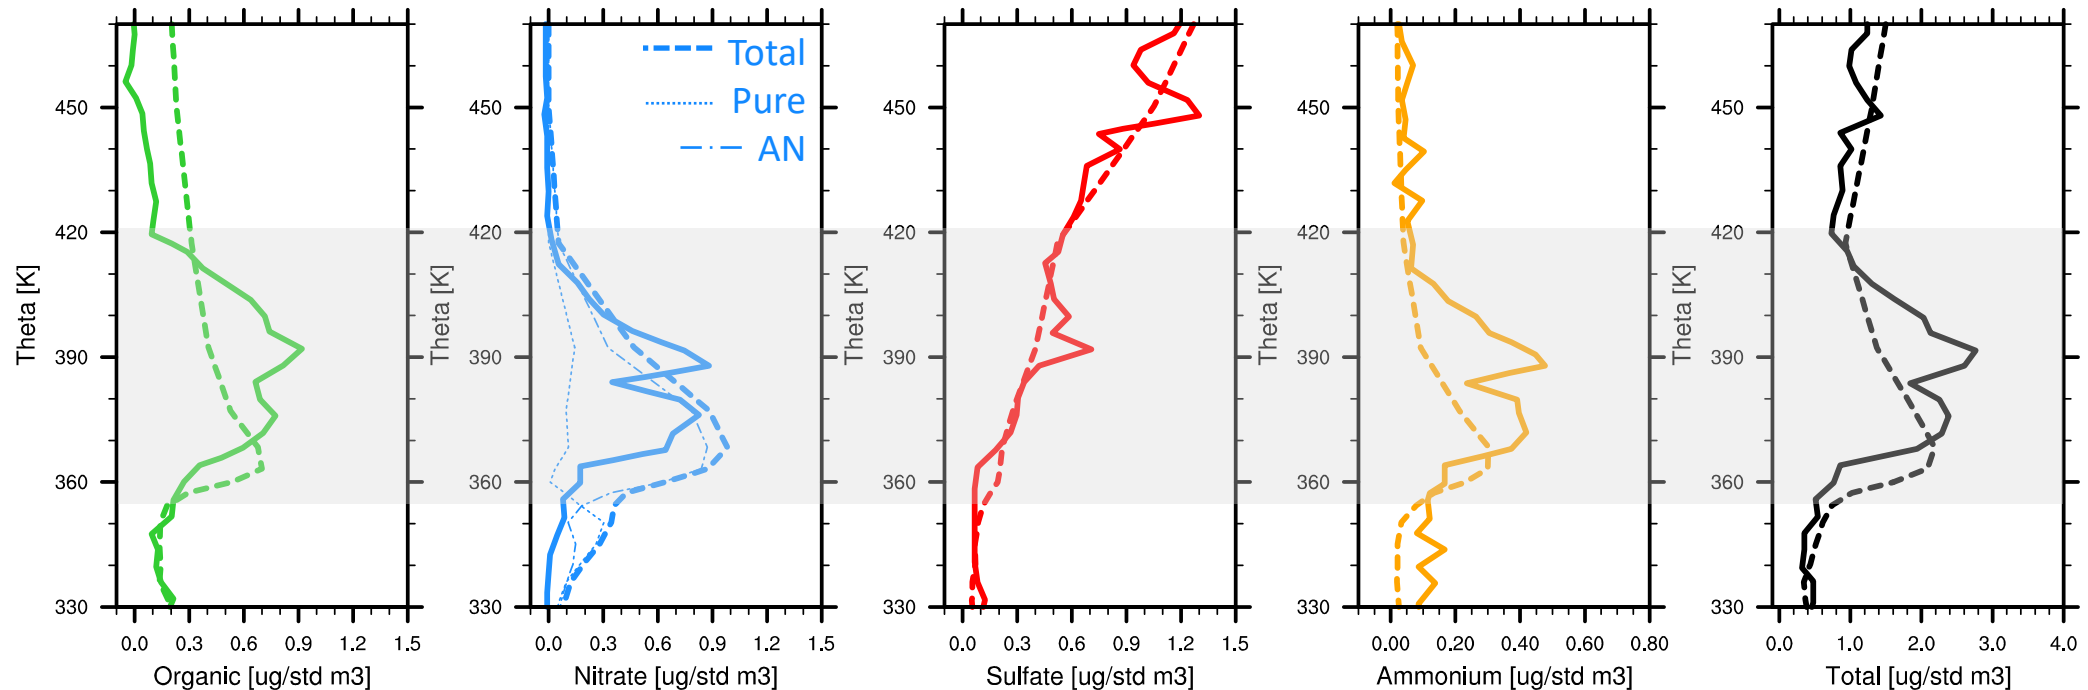 Total
Pure
AN
450
420
390
360
330
Theta [K]
0.0 0.3 0.6 0.9 1.2 1.5
Organic [ug/std m3]
450
420
390
360
330
Theta [K]
0.0 0.3 0.6 0.9 1.2 1.5
Nitrate [ug/std m3]
450
420
390
360
330
Theta [K]
0.0 0.3 0.6 0.9 1.2 1.5
Sulfate [ug/std m3]
450
420
390
360
330
Theta [K]
0.00 0.20 0.40 0.60 0.80
Ammonium [ug/std m3]
450
420
390
360
330
Theta [K]
0.0 1.0 2.0 3.0 4.0
Total [ug/std m3]